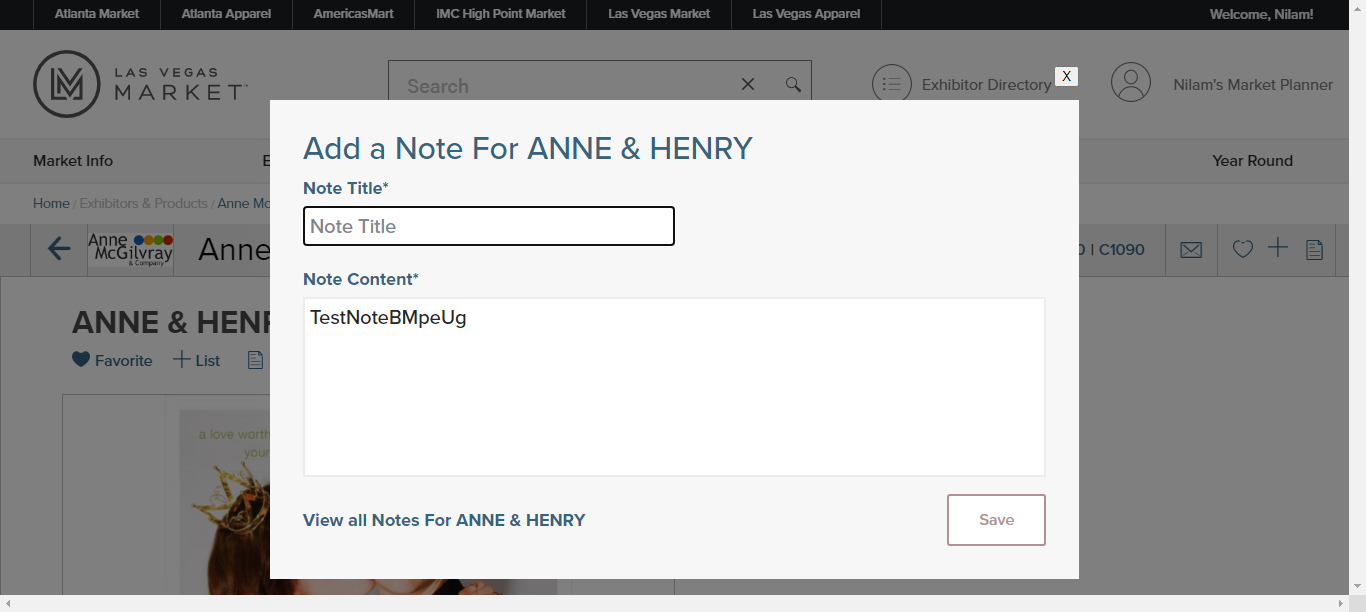 Atlanta Market Atlanta Apparel AmericasMart IMC High Point Market Las Vegas Market Las Vegas Apparel Welcome, Nilam!
LAS VEGAS
MARKET
Search
Exhibitor Directory
X
Nilam's Market Planner
Market Info E Year Round
Home / Exhibitors & Products / Anne Mc
Anne
McGilvray
& Company
Anne
0 | C1090
ANNE & HENR
Favorite List
a love worth
your
Add a Note For ANNE & HENRY
Note Title*
Note Title
Note Content*
TestNoteBMpeUg
View all Notes For ANNE & HENRY
Save